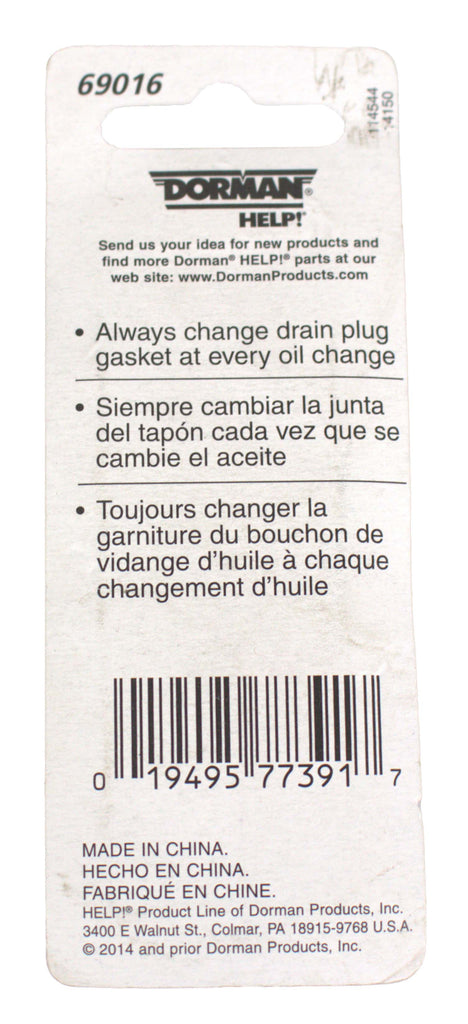 69016
114544
14150
DORMAN®
HELP!®
Send us your idea for new products and
find more Dorman® HELP!® parts at our
web site: www.DormanProducts.com
• Always change drain plug
gasket at every oil change
• Siempre cambiar la junta
del tapón cada vez que se
cambie el aceite
• Toujours changer la
garniture du bouchon de
vidange d'huile à chaque
changement d'huile
0 19495 77391 7
MADE IN CHINA.
HECHO EN CHINA.
FABRIQUÉ EN CHINE.
HELP!® Product Line of Dorman Products, Inc.
3400 E Walnut St., Colmar, PA 18915-9768 U.S.A.
© 2014 and prior Dorman Products, Inc.